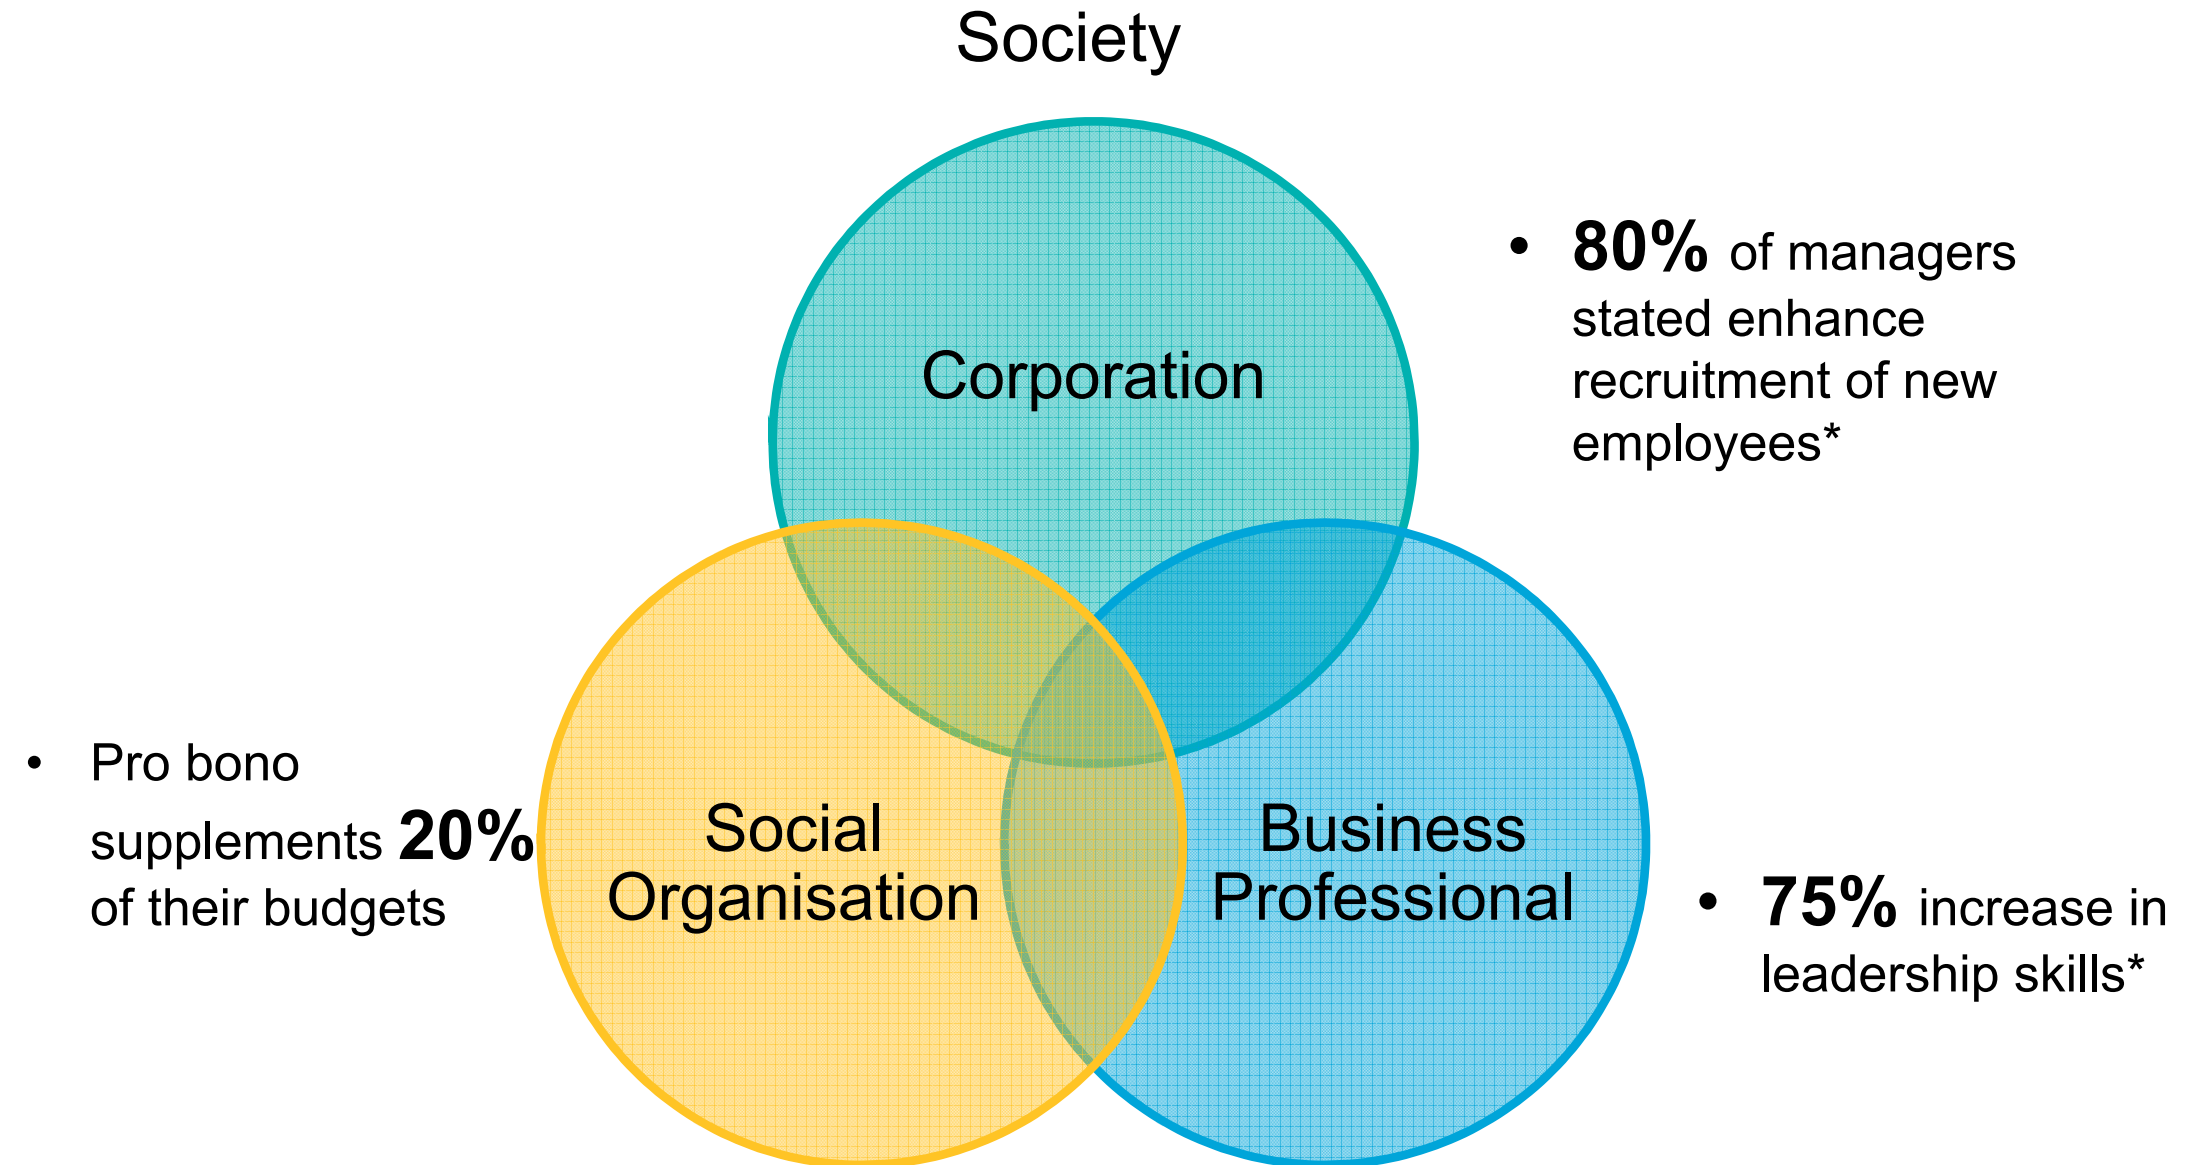 Society
Corporation
• 80% of managers
stated enhance
recruitment of new
employees*
• Pro bono
supplements 20%
of their budgets
Social
Organisation
Business
Professional
• 75% increase in
leadership skills*